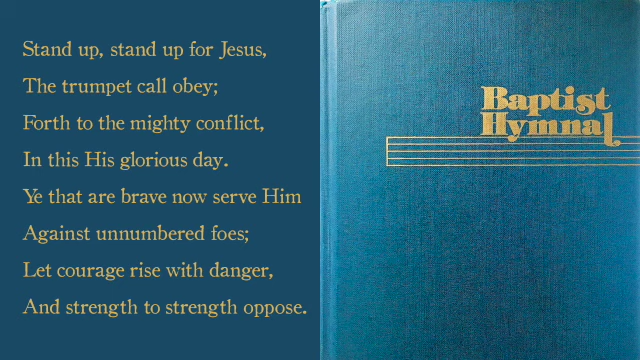 Stand up, stand up for Jesus,
The trumpet call obey;
Forth to the mighty conflict,
In this His glorious day.
Ye that are brave now serve Him
Against unnumbered foes;
Let courage rise with danger,
And strength to strength oppose.
Baptist
Hymnal